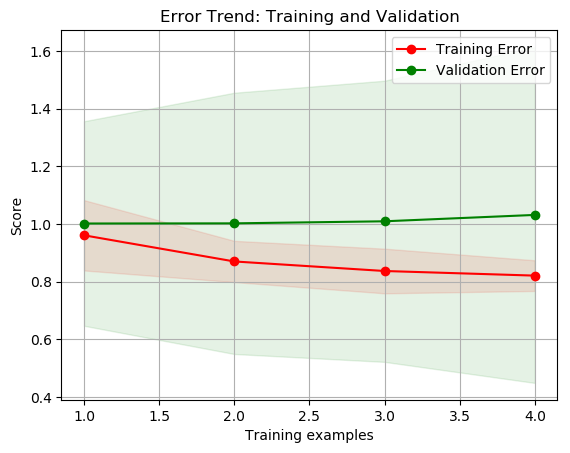 Error Trend: Training and Validation
Training Error
Validation Error
Score
1.6
1.4
1.2
1.0
0.8
0.6
0.4
1.0 1.5 2.0 2.5 3.0 3.5 4.0
Training examples